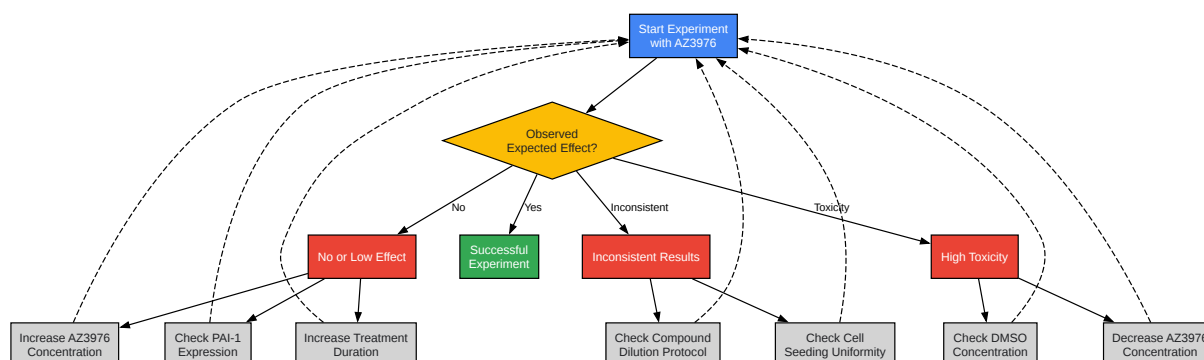 Start Experiment
with AZ3976
Observed
Expected Effect?
No
Yes
Inconsistent
Toxicity
No or Low Effect
Successful
Experiment
Inconsistent Results
High Toxicity
Increase AZ3976
Concentration
Check PAI-1
Expression
Increase Treatment
Duration
Check Compound
Dilution Protocol
Check Cell
Seeding Uniformity
Check DMSO
Concentration
Decrease AZ3976
Concentration